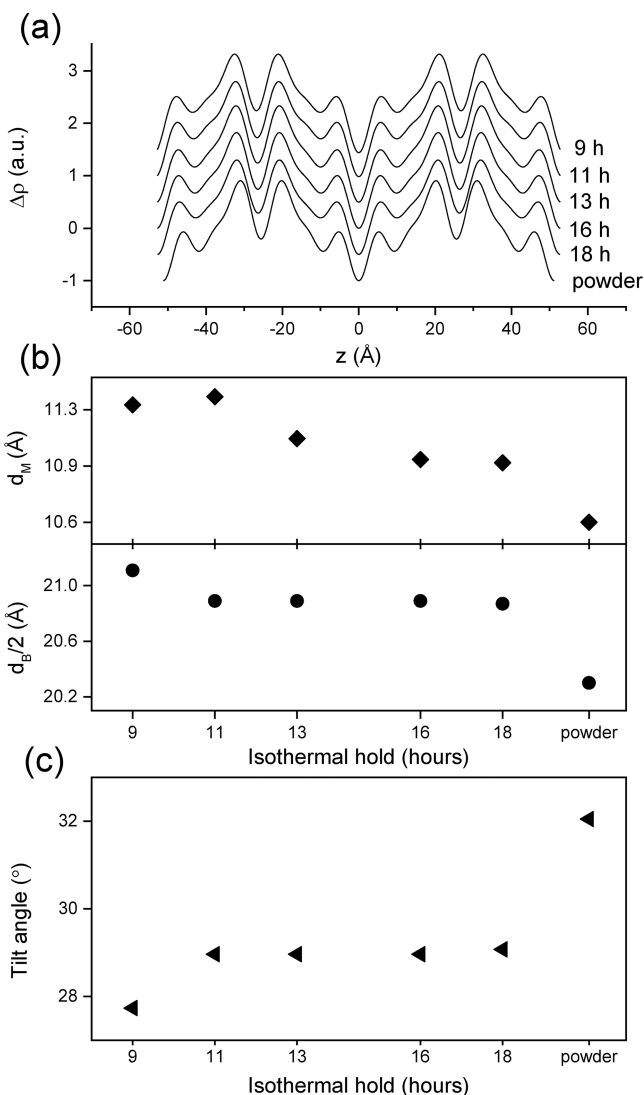 (a)
3
2
1
0
-1
Δρ (a.u.)
9 h
11 h
13 h
16 h
18 h
powder
-60 -40 -20 0 20 40 60
z (Å)
(b)
11.3
10.9
10.6
d_M (Å)
21.0
20.6
20.2
d_B/2 (Å)
9 11 13 16 18 powder
Isothermal hold (hours)
(c)
32
30
28
Tilt angle (°)
9 11 13 16 18 powder
Isothermal hold (hours)